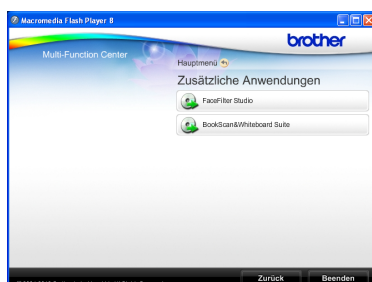 Macromedia Flash Player 8
brother
Multi-Function Center
Hauptmenü
Zusätzliche Anwendungen
FaceFilter Studio
BookScan&Whiteboard Suite
Zurück
Beenden